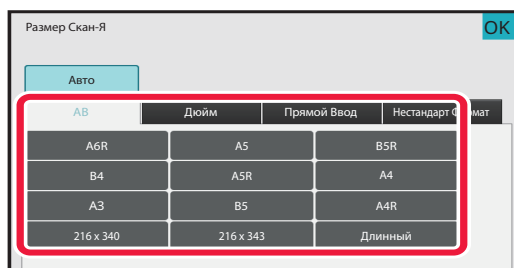 Размер Скан-Я OK
Авто
AB Дюйм Прямой Ввод Нестандарт Формат
A6R A5 B5R
B4 A5R A4
A3 B5 A4R
216 x 340 216 x 343 Длинный